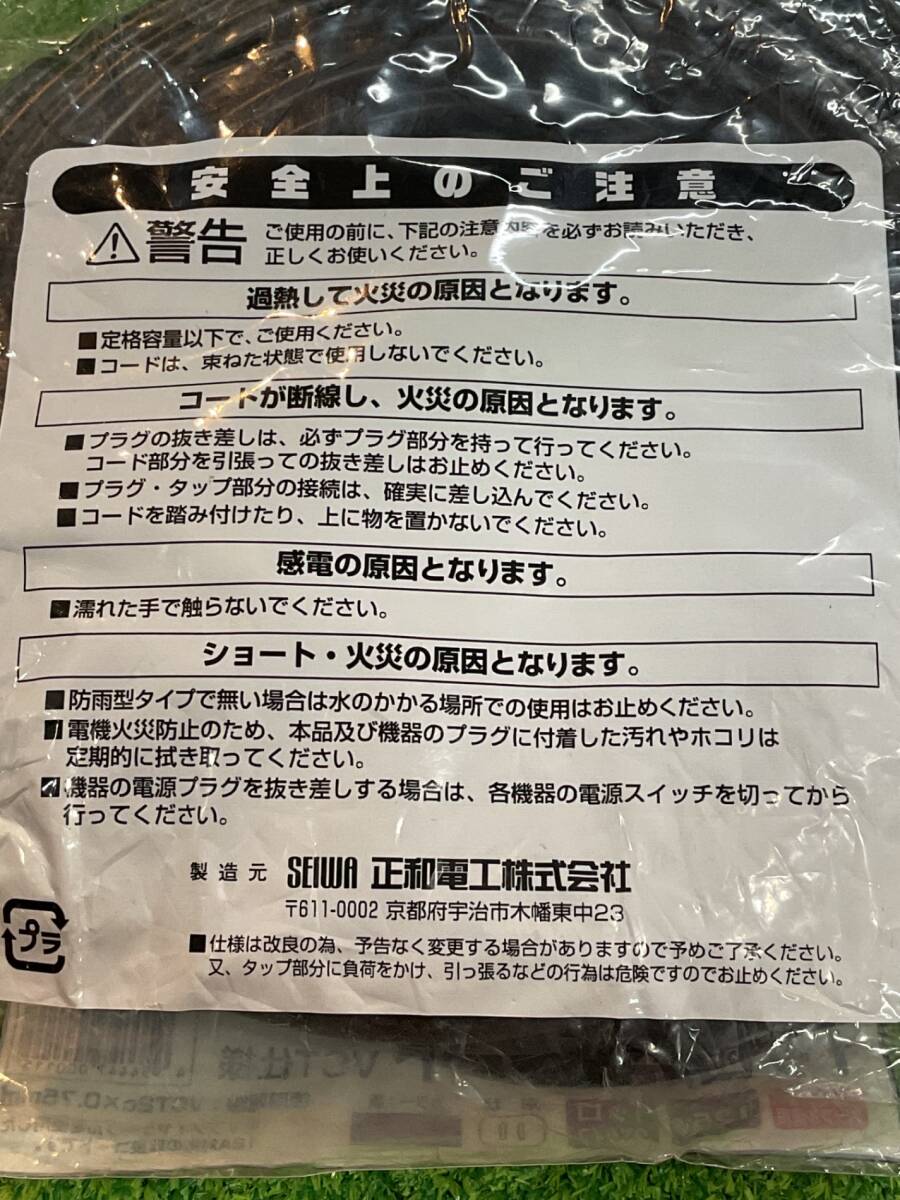 安全上のご注意
警告
ご使用の前に、下記の注意内容を必ずお読みいただき、
正しくお使いください。
過熱して火災の原因となります。
■定格容量以下で、ご使用ください。
■コードは、束ねた状態で使用しないでください。
コードが断線し、火災の原因となります。
■プラグの抜き差しは、必ずプラグ部分を持って行ってください。
コード部分を引張っての抜き差しはお止めください。
■プラグ・タップ部分の接続は、確実に差し込んでください。
■コードを踏み付けたり、上に物を置かないでください。
感電の原因となります。
■濡れた手で触らないでください。
ショート・火災の原因となります。
■防雨型タイプで無い場合は水のかかる場所での使用はお止めください。
■電機火災防止のため、本品及び機器のプラグに付着した汚れやホコリは
定期的に拭き取ってください。
■機器の電源プラグを抜き差しする場合は、各機器の電源スイッチを切ってから
行ってください。
製造元 SEIWA 正和電工株式会社
〒611-0002 京都府宇治市木幡東中23
プラ
■仕様は改良の為、予告なく変更する場合がありますので予めご了承ください。
又、タップ部分に負荷をかけ、引っ張るなどの行為は危険ですのでお止めください。
VCT仕様